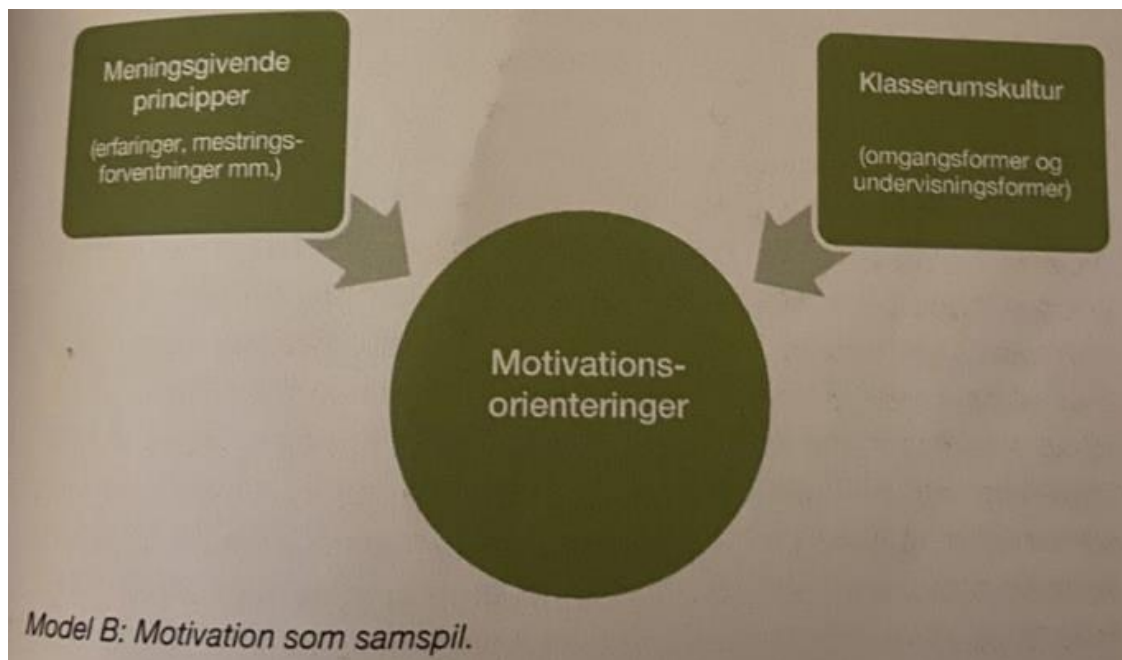 Meningsgivende
principper
(erfaringer, mestrings-
forventninger mm.)
Klasserumskultur
(omgangsformer og
undervisningsformer)
Motivations-
orienteringer
Model B: Motivation som samspil.